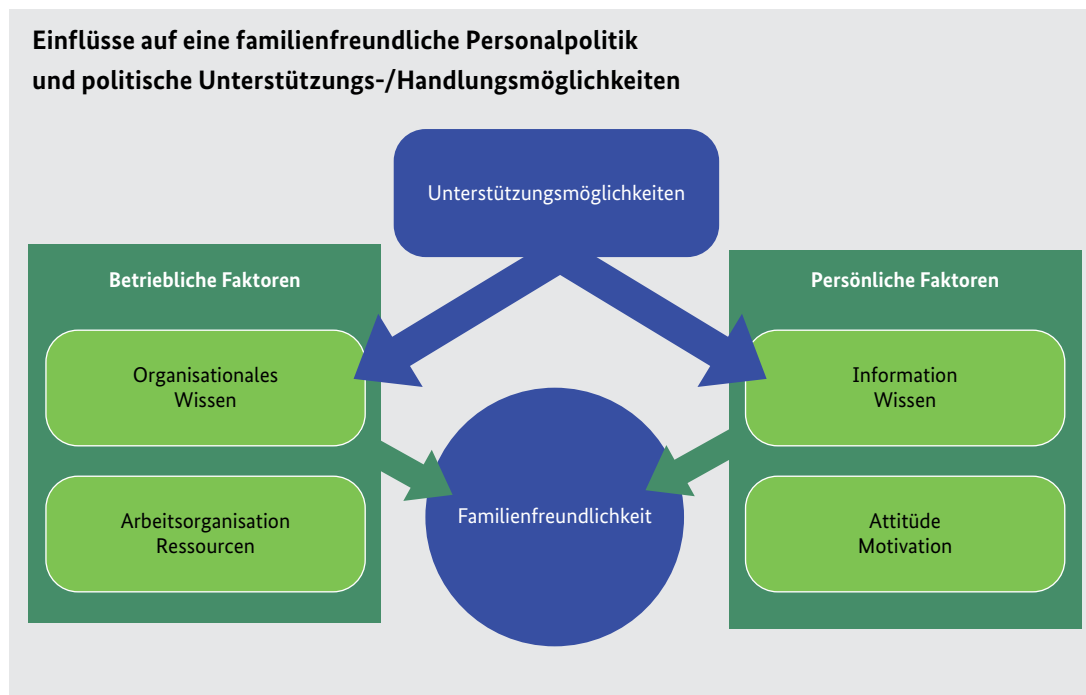 Einflüsse auf eine familienfreundliche Personalpolitik
und politische Unterstützungs-/Handlungsmöglichkeiten
Unterstützungsmöglichkeiten
Betriebliche Faktoren
Organisationales
Wissen
Arbeitsorganisation
Ressourcen
Familienfreundlichkeit
Persönliche Faktoren
Information
Wissen
Attitüde
Motivation